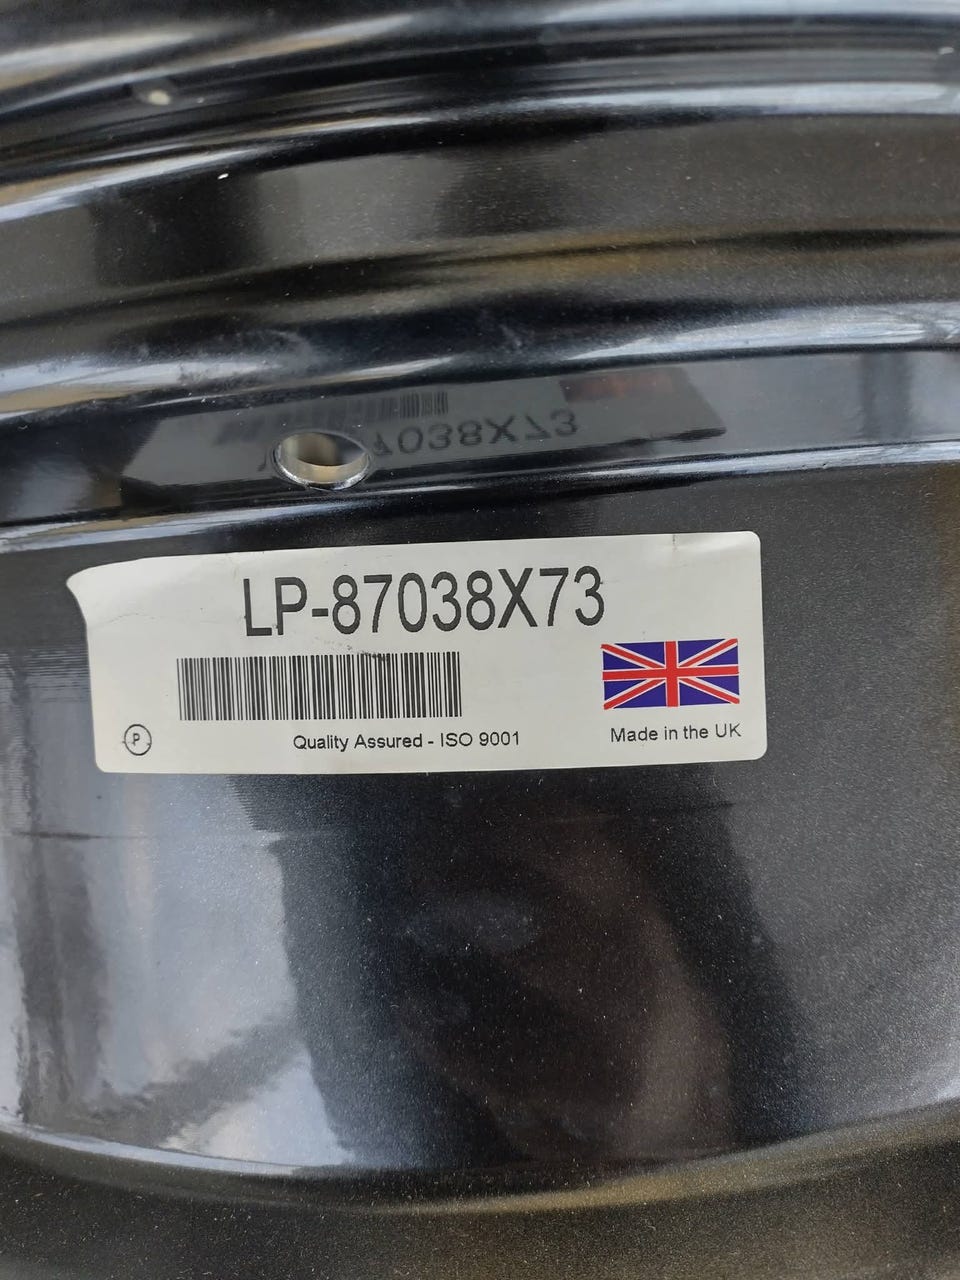 LP-87038X73
P
Quality Assured - ISO 9001
Made in the UK